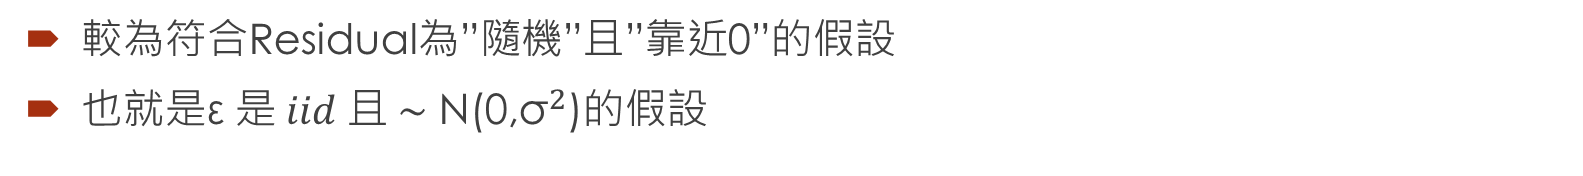 較為符合Residual為”隨機”且”靠近0”的假設
也就是ε 是 iid 且 ~ N(0,σ²)的假設